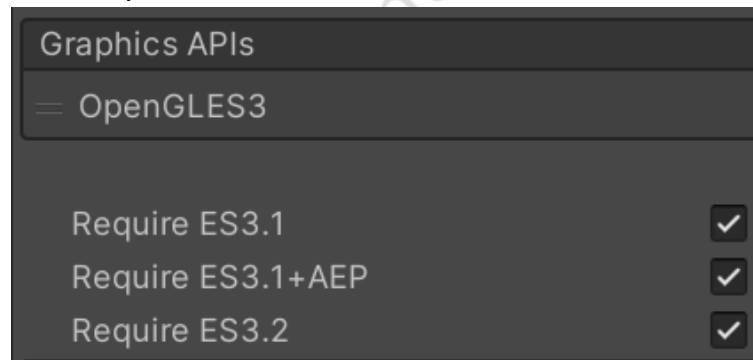 Graphics APIs
OpenGLES3
Require ES3.1
Require ES3.1+AEP
Require ES3.2